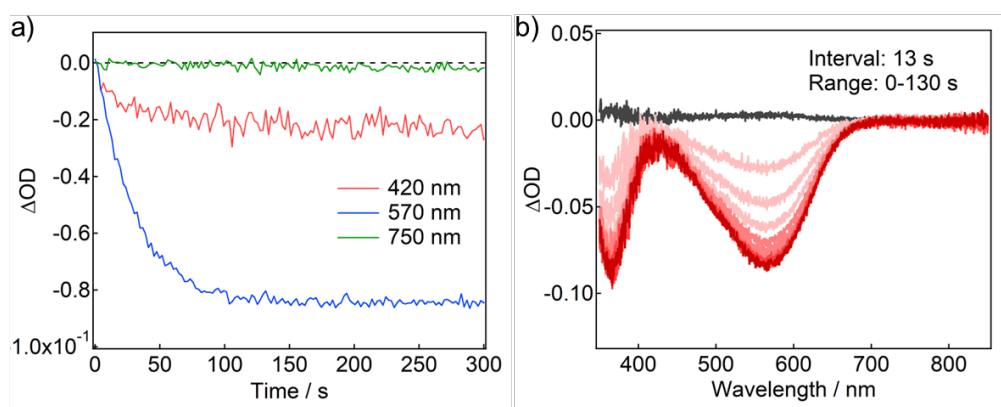 a)
ΔOD
0.0
-0.2
-0.4
-0.6
-0.8
-1.0x10⁻¹
420 nm
570 nm
750 nm
0
50
100
150
200
250
300
Time / s
b)
ΔOD
0.05
0.00
-0.05
-0.10
Interval: 13 s
Range: 0-130 s
400
500
600
700
800
Wavelength / nm